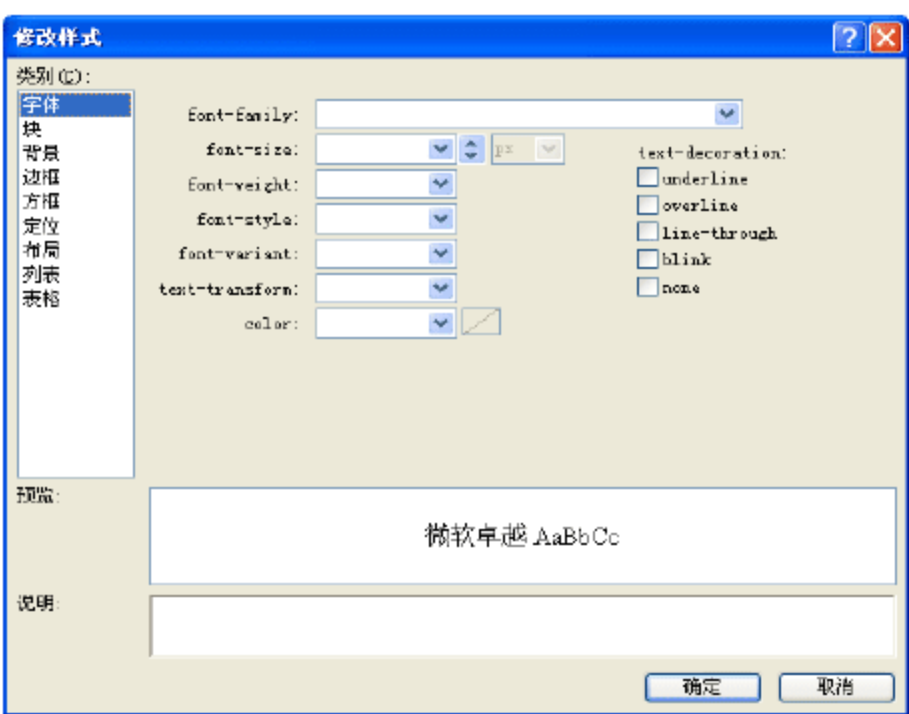 修改样式
类别(C):
字体
块
背景
边框
方框
定位
布局
列表
表格
font-family:
font-size:
px
font-weight:
font-style:
font-variant:
text-transform:
color:
text-decoration:
underline
overline
line-through
blink
none
预览:
微软卓越 AaBbCc
说明:
确定
取消